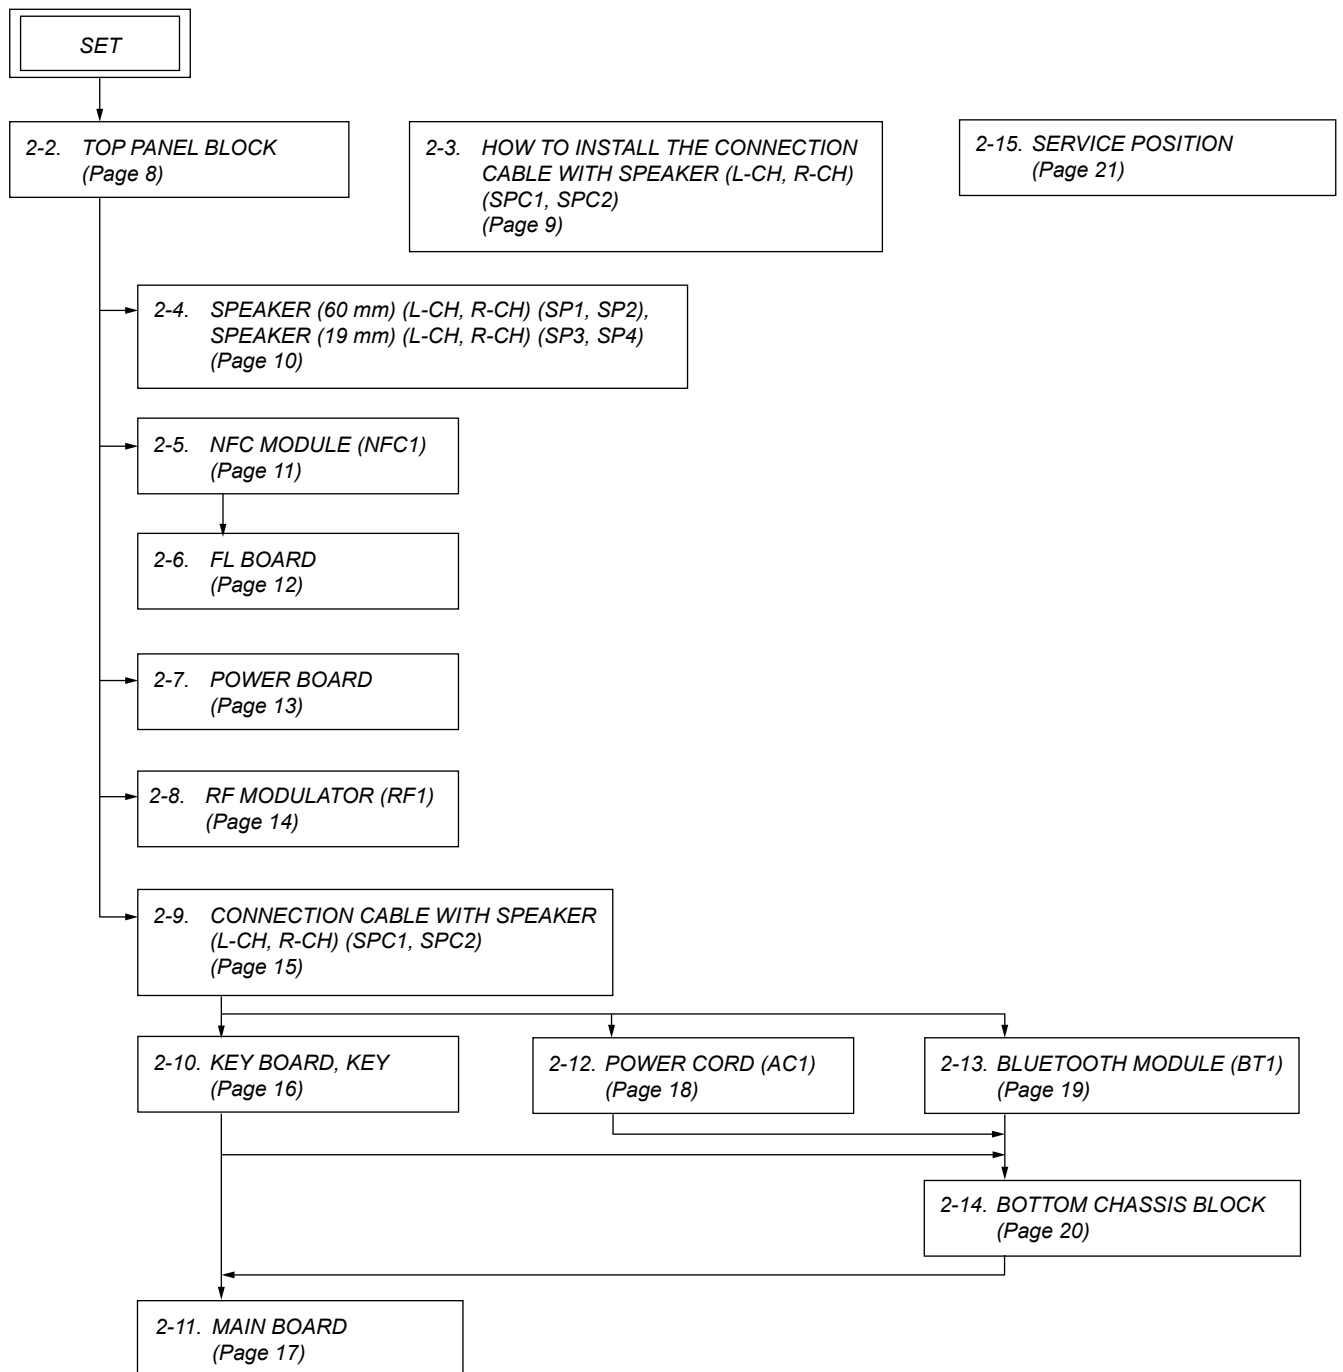 SET
2-2. TOP PANEL BLOCK
(Page 8)
2-3. HOW TO INSTALL THE CONNECTION
CABLE WITH SPEAKER (L-CH, R-CH)
(SPC1, SPC2)
(Page 9)
2-15. SERVICE POSITION
(Page 21)
2-4. SPEAKER (60 mm) (L-CH, R-CH) (SP1, SP2),
SPEAKER (19 mm) (L-CH, R-CH) (SP3, SP4)
(Page 10)
2-5. NFC MODULE (NFC1)
(Page 11)
2-6. FL BOARD
(Page 12)
2-7. POWER BOARD
(Page 13)
2-8. RF MODULATOR (RF1)
(Page 14)
2-9. CONNECTION CABLE WITH SPEAKER
(L-CH, R-CH) (SPC1, SPC2)
(Page 15)
2-10. KEY BOARD, KEY
(Page 16)
2-12. POWER CORD (AC1)
(Page 18)
2-13. BLUETOOTH MODULE (BT1)
(Page 19)
2-14. BOTTOM CHASSIS BLOCK
(Page 20)
2-11. MAIN BOARD
(Page 17)